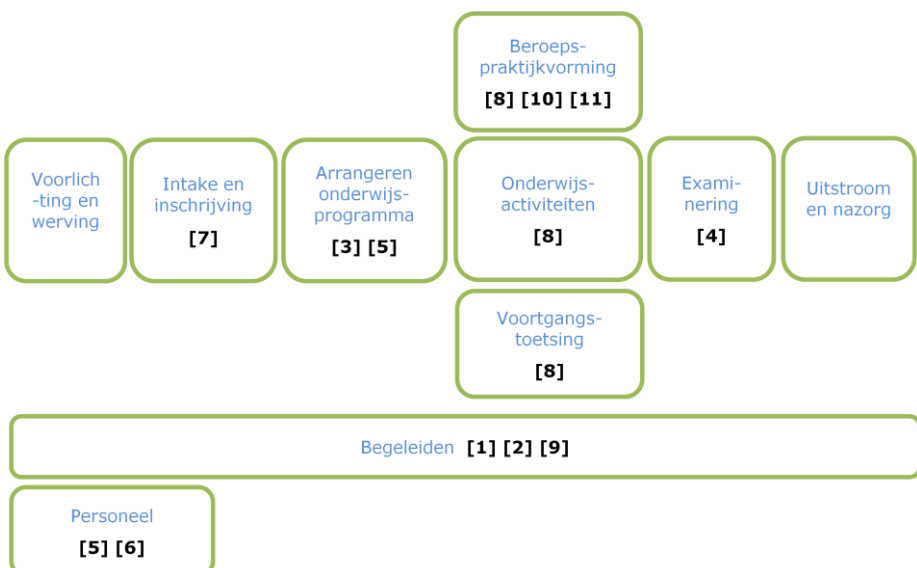 Beroeps-
praktijkvorming
[8] [10] [11]
Voorlich
-ting en
werving
Intake en
inschrijving
[7]
Arrangeren
onderwijs-
programma
[3] [5]
Onderwijs-
activiteiten
[8]
Exami-
nering
[4]
Uitstroom
en nazorg
Voortgangs-
toetsing
[8]
Begeleiden [1] [2] [9]
Personeel
[5] [6]